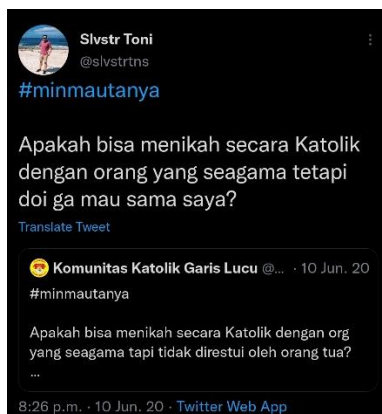 Slvstr Toni
@slvstrtns
#minmautanya
Apakah bisa menikah secara Katolik
dengan orang yang seagama tetapi
doi ga mau sama saya?
Translate Tweet
Komunitas Katolik Garis Lucu @... · 10 Jun. 20
#minmautanya
Apakah bisa menikah secara Katolik dengan org
yang seagama tapi tidak direstui oleh orang tua?
...
8:26 p.m. · 10 Jun. 20 · Twitter Web App